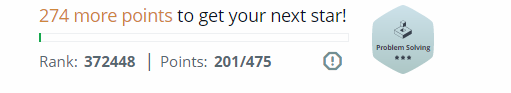 274 more points to get your next star!
Rank: 372448 | Points: 201/475
Problem Solving